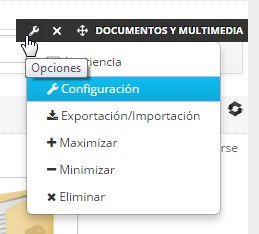 DOCUMENTOS Y MULTIMEDIA
Opciones
Configuración
Exportación/Importación
Maximizar
Minimizar
Eliminar